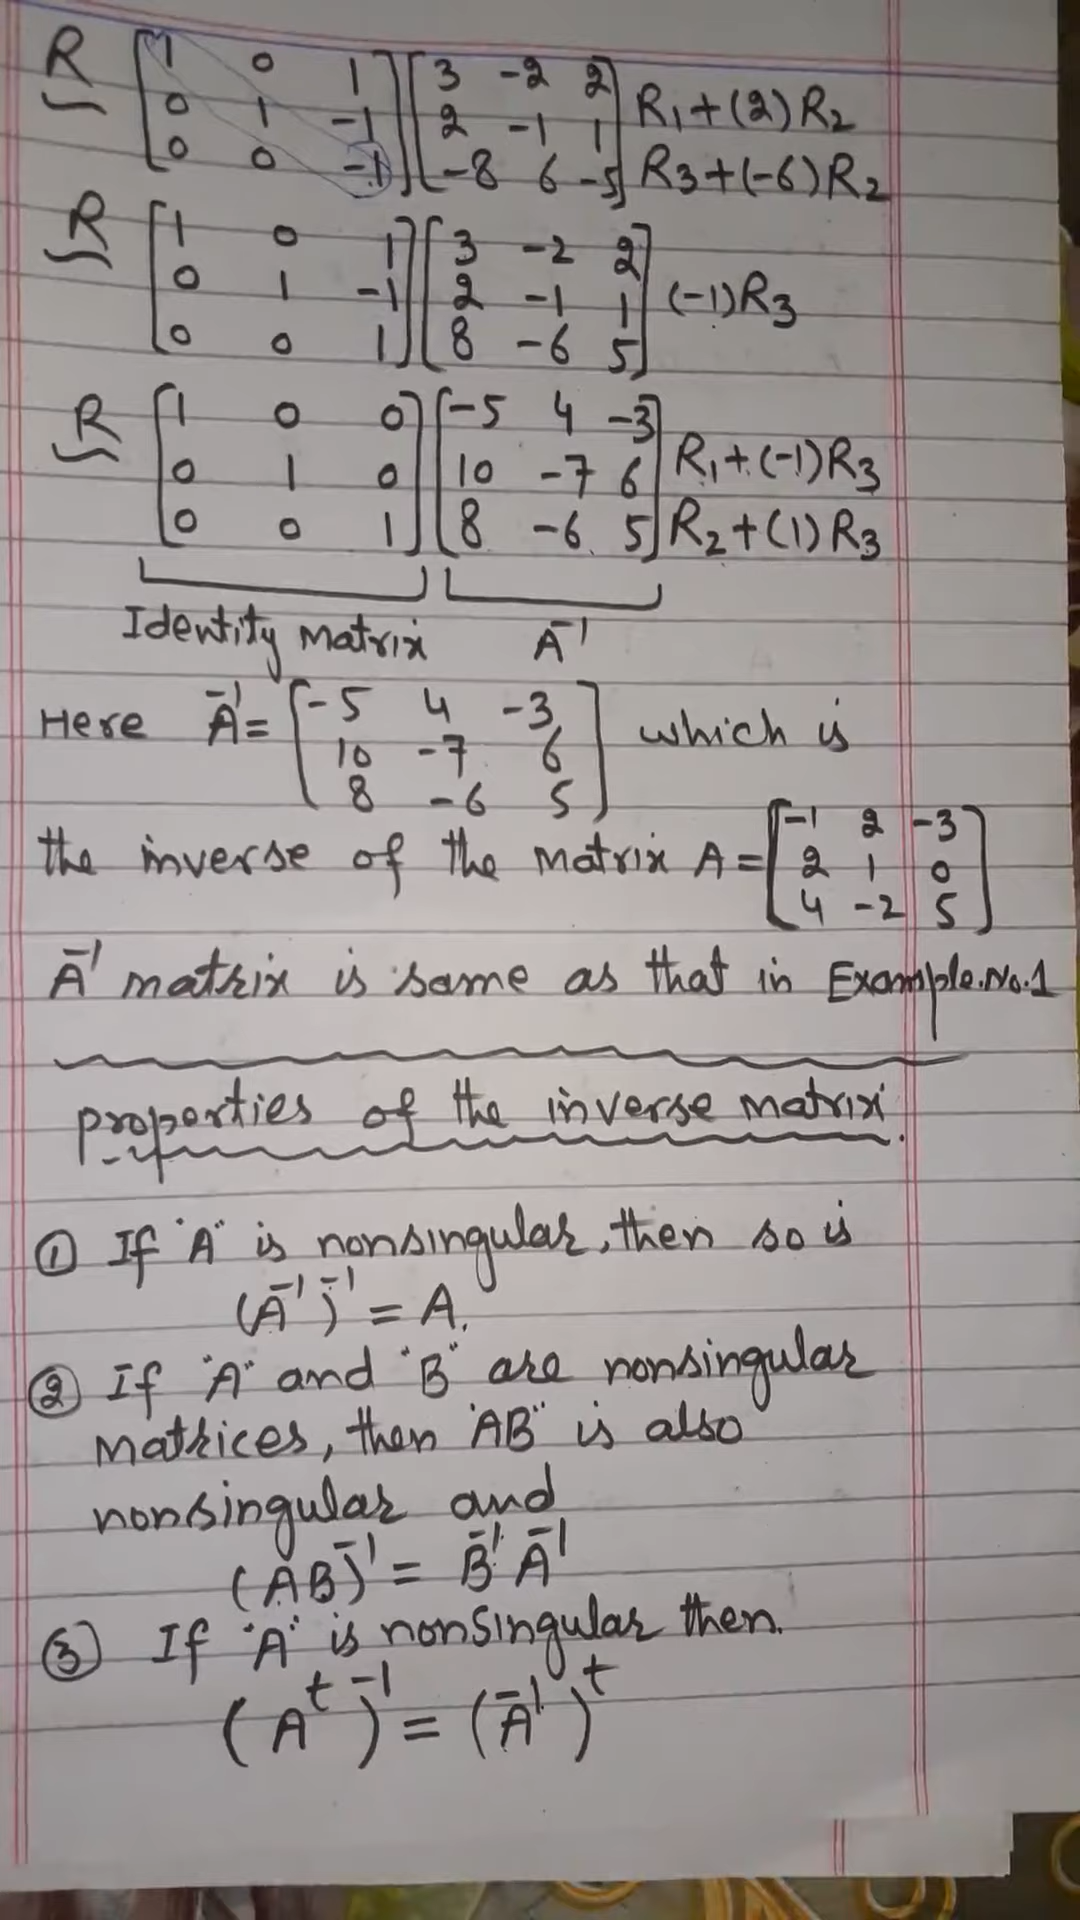 R [1 0 1] [3 -2 2] R₁+(2)R₂
[0 1 -1] [2 -1 1]
[0 0 -1] [-8 6 -5] R₃+(-6)R₂
R [1 0 1] [3 -2 2]
[0 1 -1] [2 -1 1] (-1)R₃
[0 0 1] [8 -6 5]
R [1 0 0] [-5 4 -3]
[0 1 0] [10 -7 6] R₁+(-1)R₃
[0 0 1] [8 -6 5] R₂+(1)R₃
Identity Matrix A⁻¹
Here A⁻¹= [-5 4 -3] which is
[10 -7 6]
[8 -6 5]
the inverse of the Matrix A= [-1 2 -3]
[2 1 0]
[4 -2 5]
A⁻¹ matrix is same as that in Example.No.1
properties of the inverse matrix.
① If "A" is nonsingular, then so is
(A⁻¹)⁻¹ = A.
② If "A" and "B" are nonsingular
Matrices, then "AB" is also
nonsingular and
(AB)⁻¹ = B⁻¹ A⁻¹
③ If "A" is nonsingular then.
(Aᵗ)⁻¹ = (A⁻¹)ᵗ